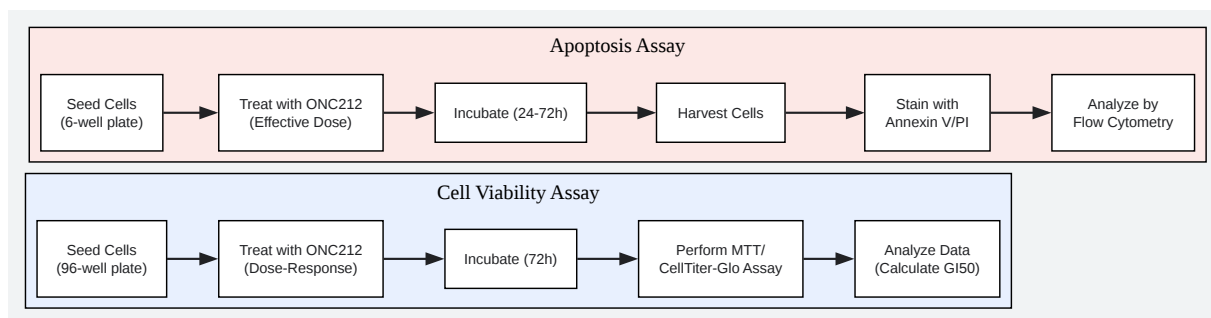 Apoptosis Assay
Seed Cells
(6-well plate)
Treat with ONC212
(Effective Dose)
Incubate (24-72h)
Harvest Cells
Stain with
Annexin V/PI
Analyze by
Flow Cytometry
Cell Viability Assay
Seed Cells
(96-well plate)
Treat with ONC212
(Dose-Response)
Incubate (72h)
Perform MTT/
CellTiter-Glo Assay
Analyze Data
(Calculate GI50)